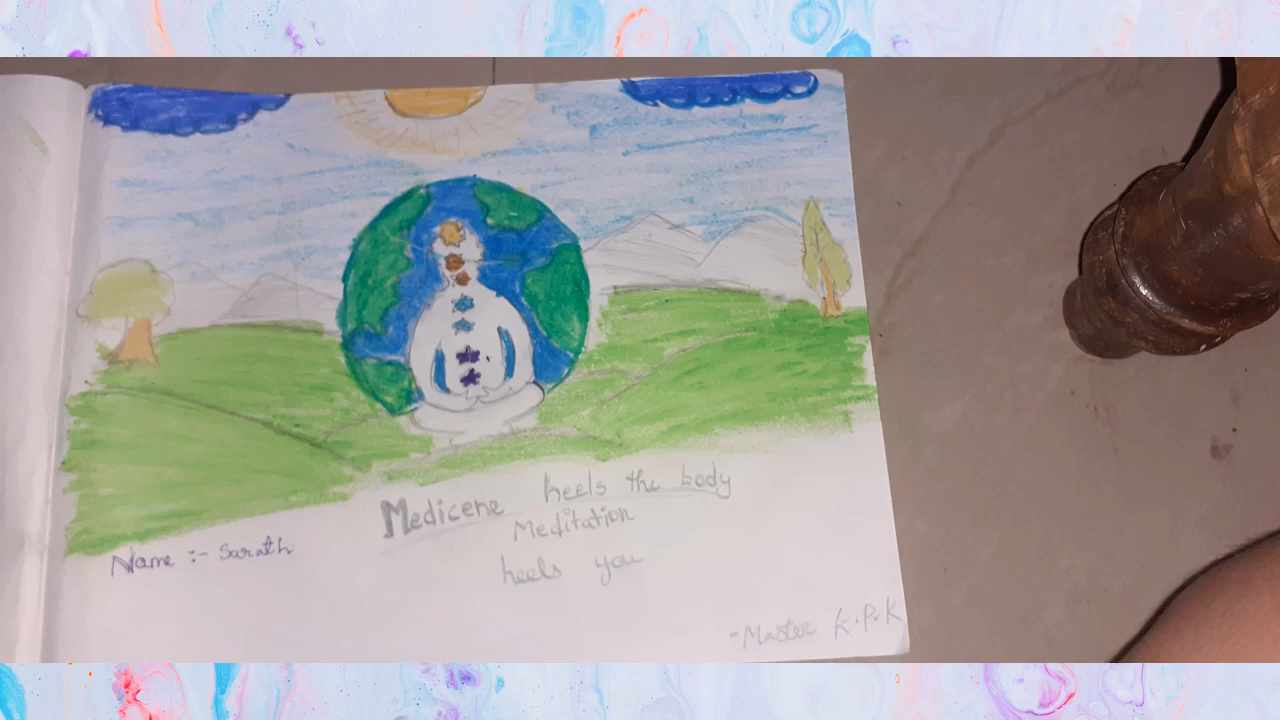 Medicene heels the body
Meditation
heels you
Name :- Sarath
- Master K.P.K